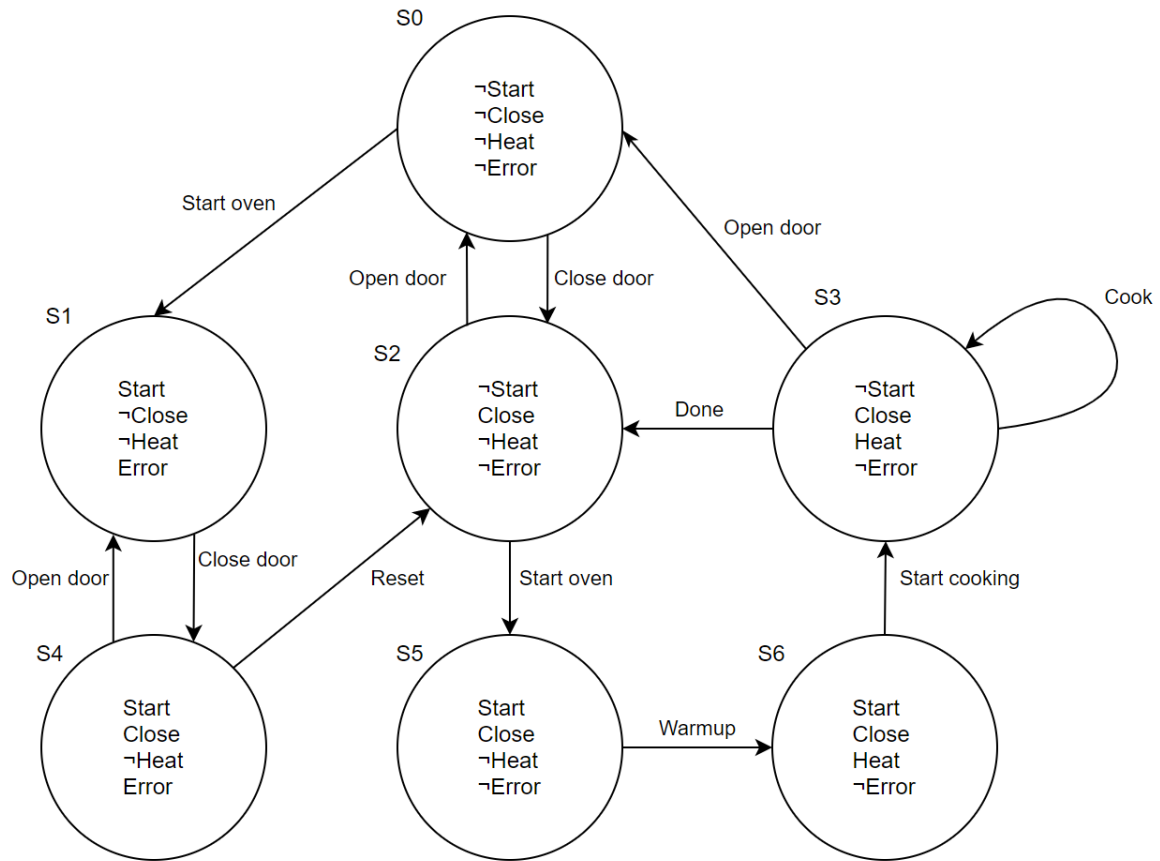 S0
¬Start
¬Close
¬Heat
¬Error
Start oven
Open door
Close door
Open door
S1
S2
S3
Cook
Start
¬Close
¬Heat
Error
¬Start
Close
¬Heat
¬Error
Done
¬Start
Close
Heat
¬Error
Open door
Close door
Reset
Start oven
Start cooking
S4
S5
S6
Start
Close
¬Heat
Error
Start
Close
¬Heat
¬Error
Warmup
Start
Close
Heat
¬Error